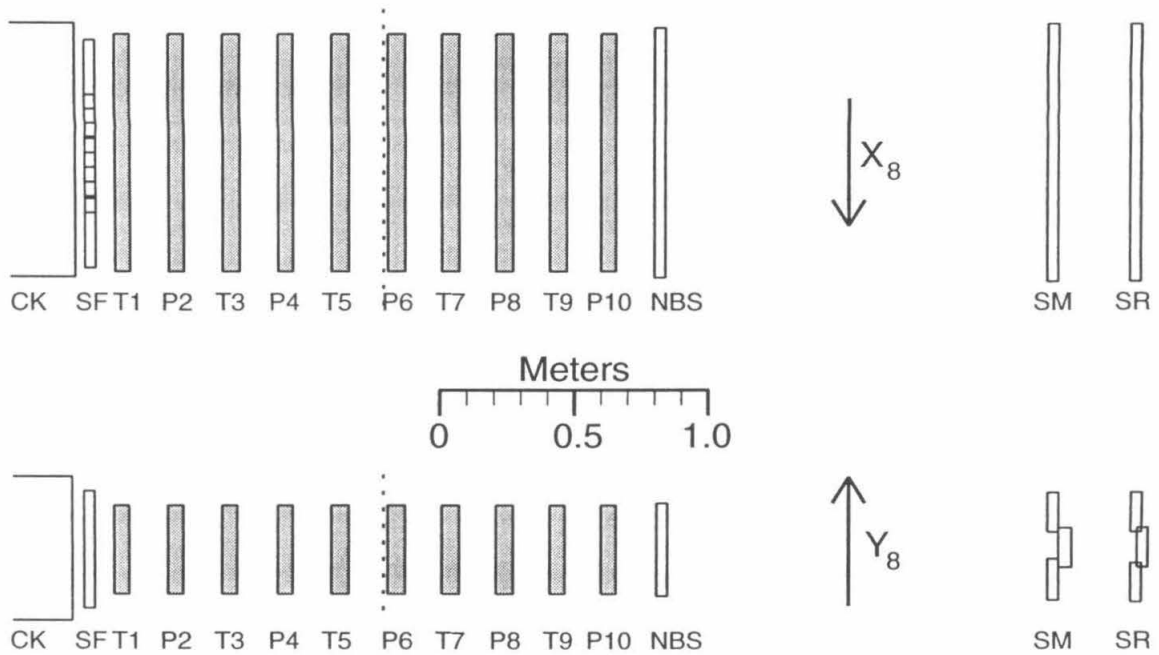 X8
CK SF T1 P2 T3 P4 T5 P6 T7 P8 T9 P10 NBS SM SR
Meters
0 0.5 1.0
Y8
CK SF T1 P2 T3 P4 T5 P6 T7 P8 T9 P10 NBS SM SR